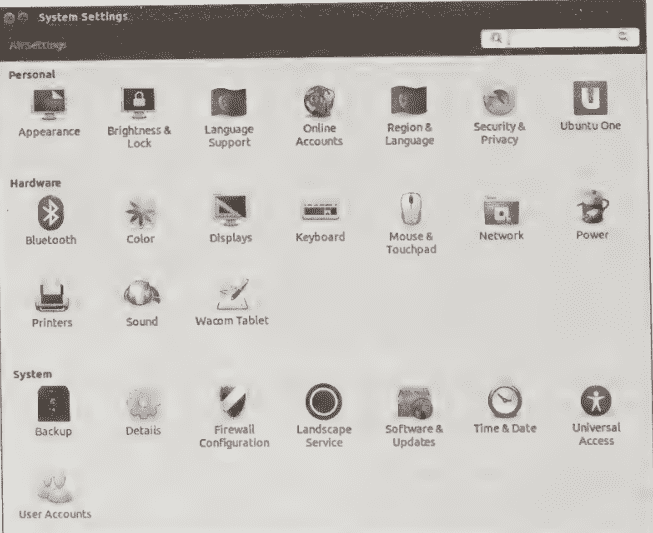 System Settings
All Settings
Personal
Appearance
Brightness &
Lock
Language
Support
Online
Accounts
Region &
Language
Security &
Privacy
Ubuntu One
Hardware
Bluetooth
Color
Displays
Keyboard
Mouse &
Touchpad
Network
Power
Printers
Sound
Wacom Tablet
System
Backup
Details
Firewall
Configuration
Landscape
Service
Software &
Updates
Time & Date
Universal
Access
User Accounts